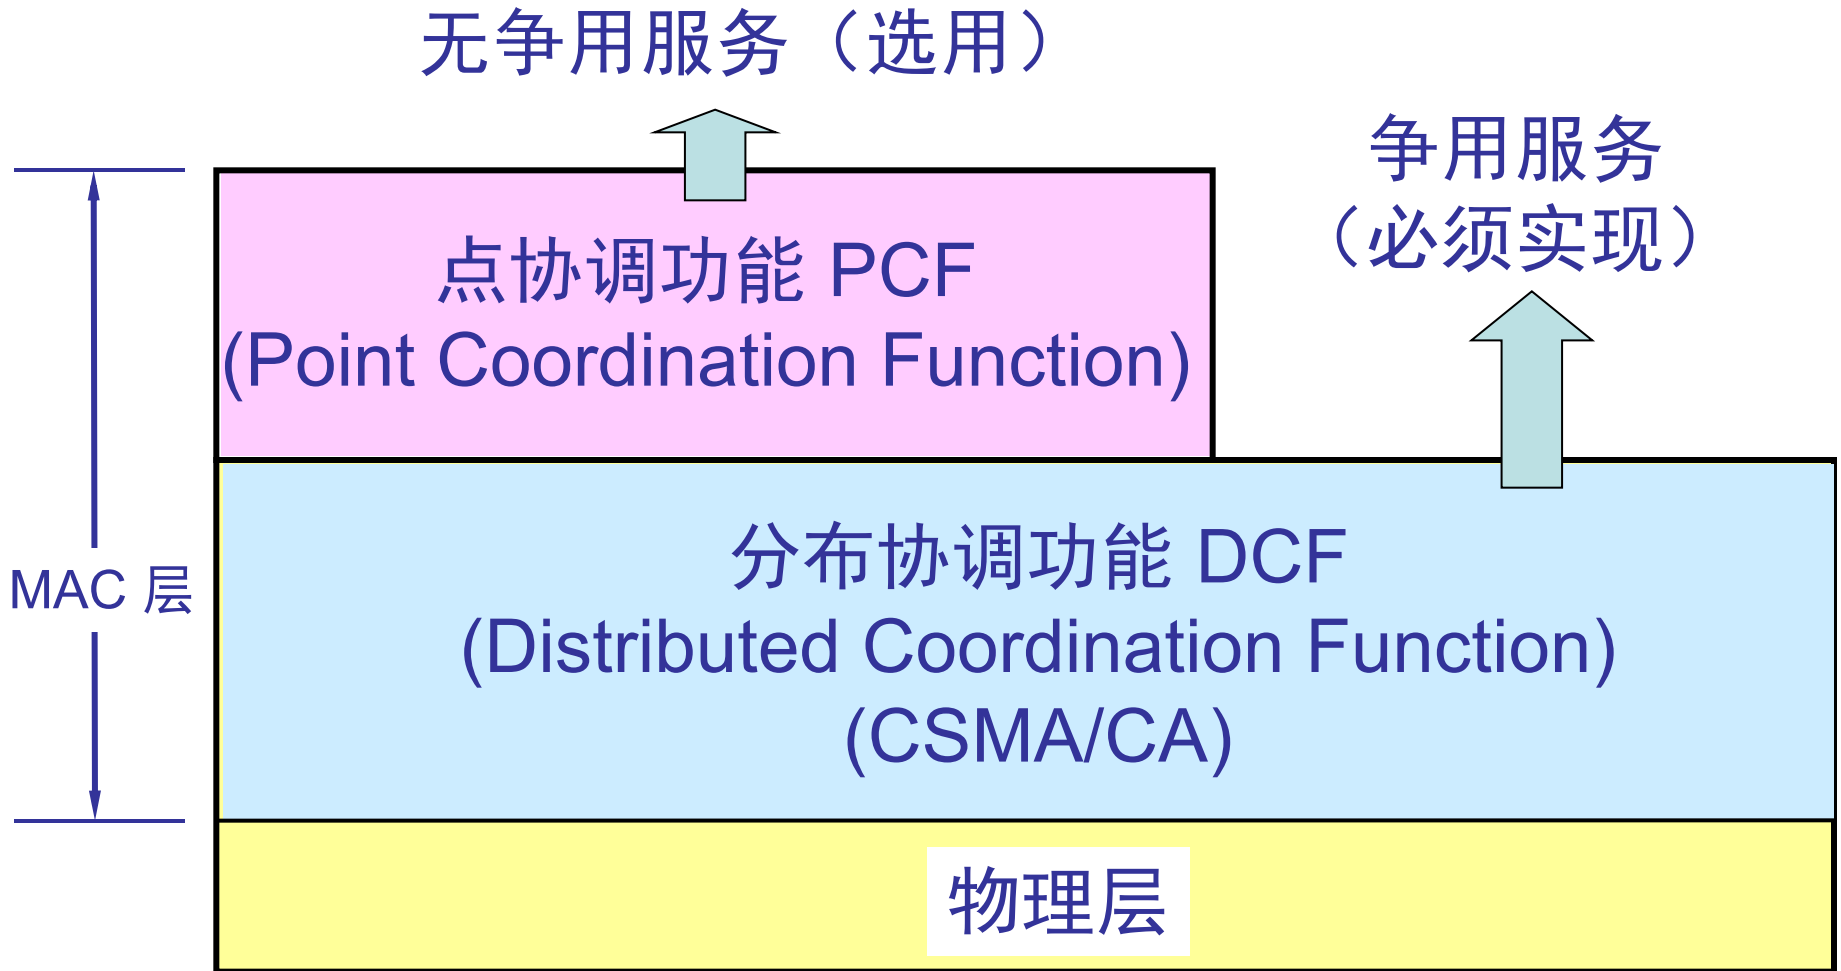 无争用服务（选用）
争用服务
（必须实现）
点协调功能 PCF
(Point Coordination Function)
MAC 层
分布协调功能 DCF
(Distributed Coordination Function)
(CSMA/CA)
物理层